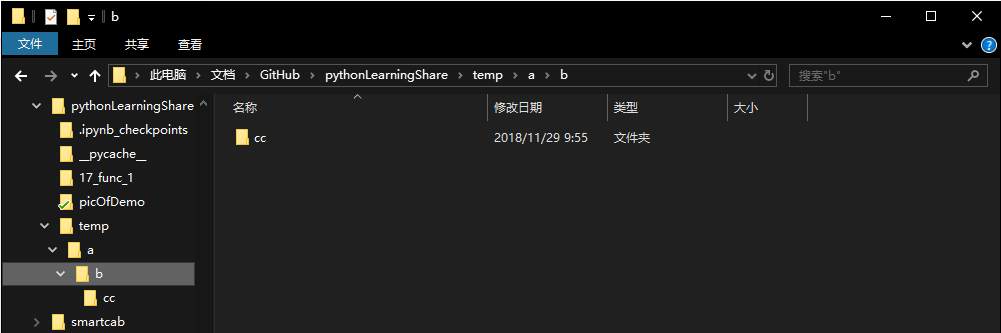 b
文件 主页 共享 查看
此电脑 文档 GitHub pythonLearningShare temp a b 搜索"b"
pythonLearningShare
.ipynb_checkpoints
__pycache__
17_func_1
picOfDemo
temp
a
b
cc
smartcab
名称 修改日期 类型 大小
cc 2018/11/29 9:55 文件夹